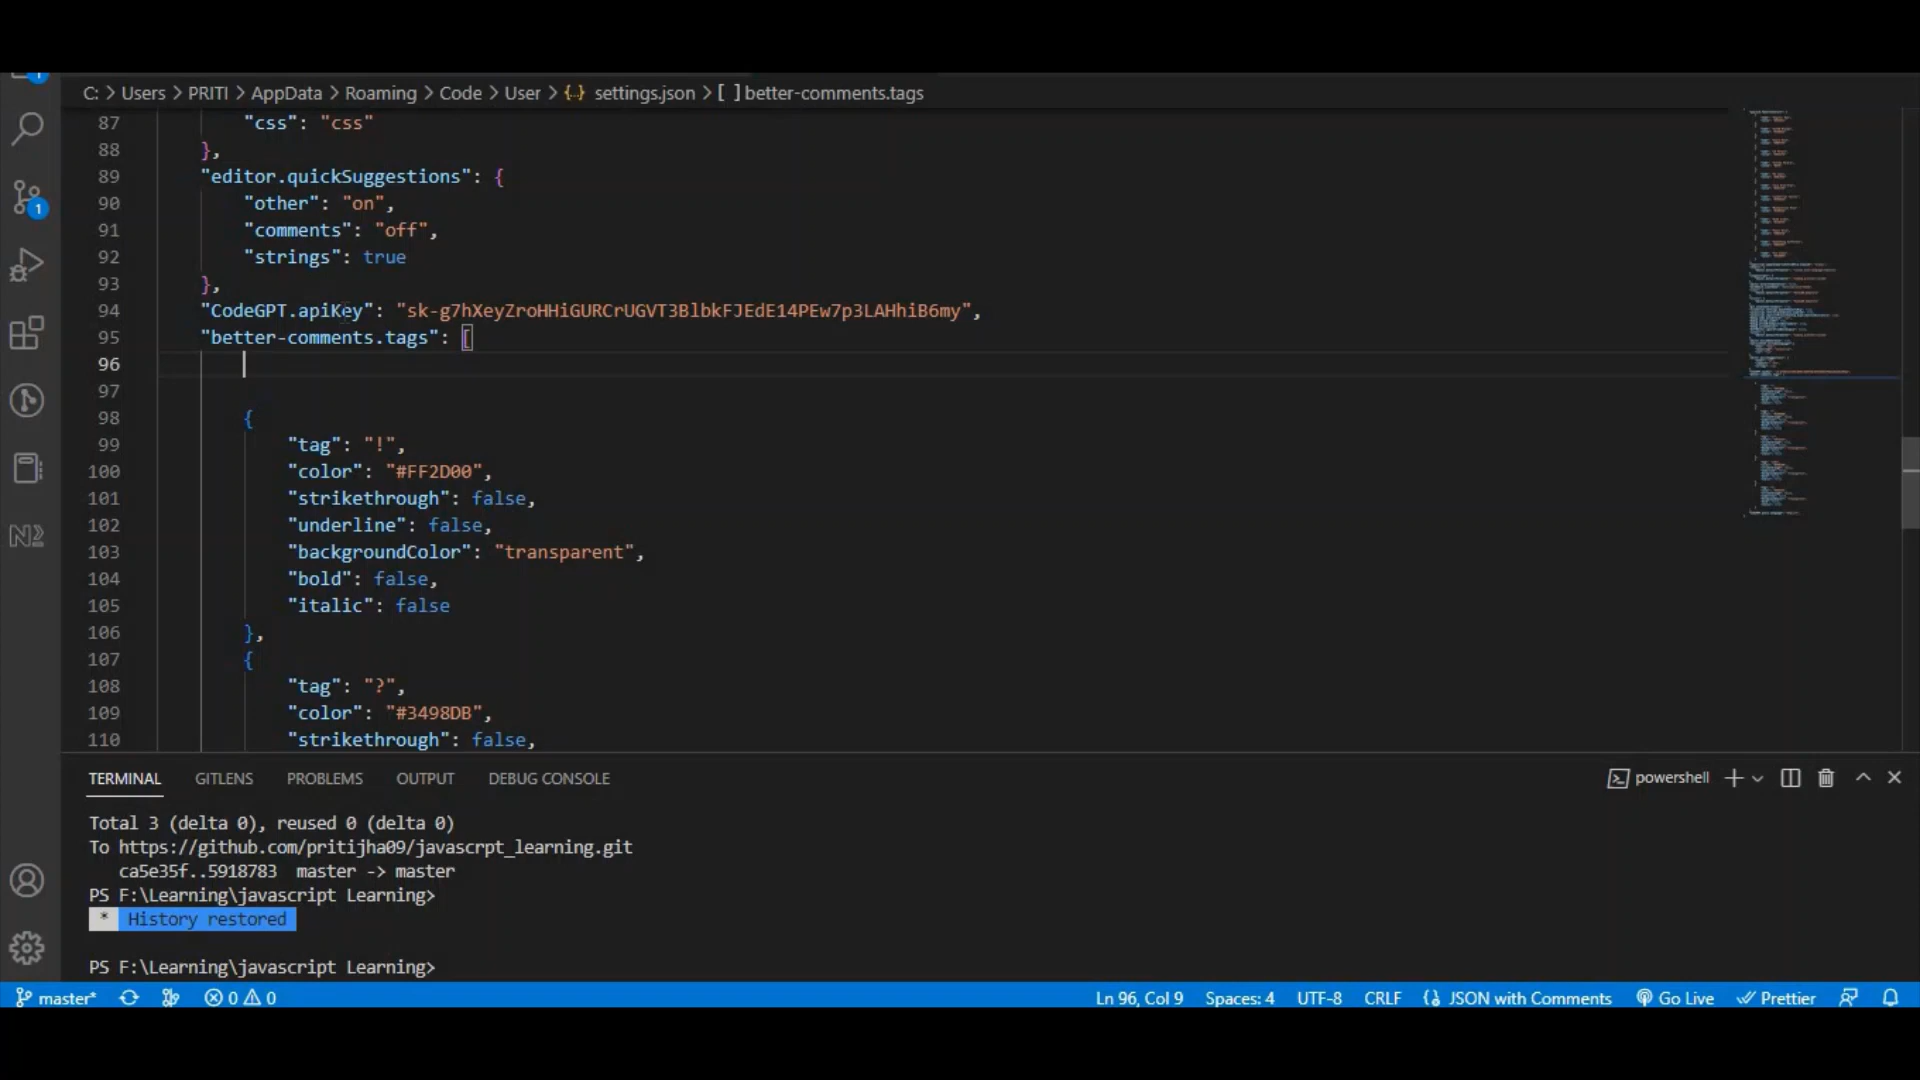 C: > Users > PRITI > AppData > Roaming > Code > User > {..} settings.json > [ ] better-comments.tags
87 "css": "css"
88 },
89 "editor.quickSuggestions": {
90 "other": "on",
91 "comments": "off",
92 "strings": true
93 },
94 "CodeGPT.apiKey": "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",
95 "better-comments.tags": [
96
97
98 {
99 "tag": "!",
100 "color": "#FF2D00",
101 "strikethrough": false,
102 "underline": false,
103 "backgroundColor": "transparent",
104 "bold": false,
105 "italic": false
106 },
107 {
108 "tag": "?",
109 "color": "#3498DB",
110 "strikethrough": false,
1
1
TERMINAL GITLENS PROBLEMS OUTPUT DEBUG CONSOLE powershell
Total 3 (delta 0), reused 0 (delta 0)
To https://github.com/pritijha09/javascrpt_learning.git
ca5e35f..5918783 master -> master
PS F:\Learning\javascript Learning>
* History restored
PS F:\Learning\javascript Learning>
master* 0 0 Ln 96, Col 9 Spaces: 4 UTF-8 CRLF JSON with Comments Go Live Prettier